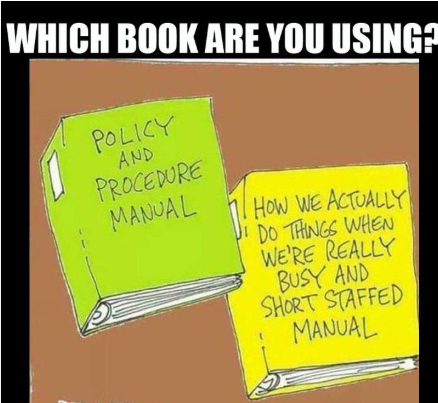 WHICH BOOK ARE YOU USING?
POLICY
AND
PROCEDURE
MANUAL
HOW WE ACTUALLY
DO THINGS WHEN
WE'RE REALLY
BUSY AND
SHORT STAFFED
MANUAL